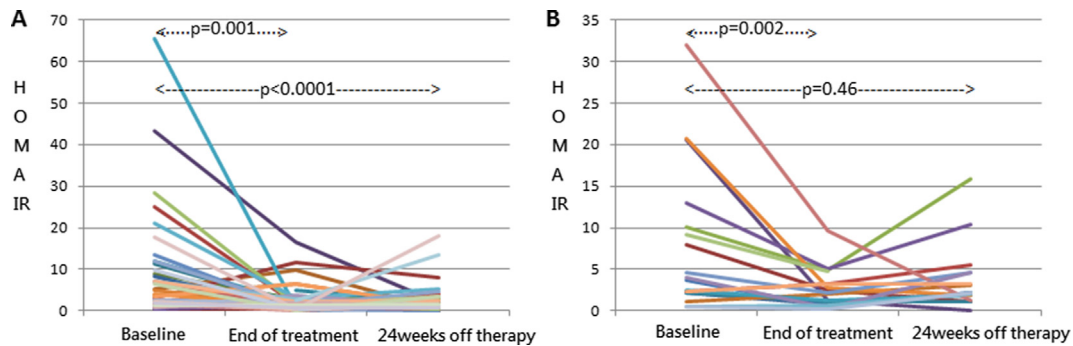 A
70
60
50
40
30
20
10
0
H
O
M
A
IR
<·····p=0.001····>
<--------------p<0.0001-------------->
Baseline End of treatment 24weeks off therapy
B
35
30
25
20
15
10
5
0
H
O
M
A
IR
<·····p=0.002·····>
<--------------p=0.46-------------->
Baseline End of treatment 24weeks off therapy